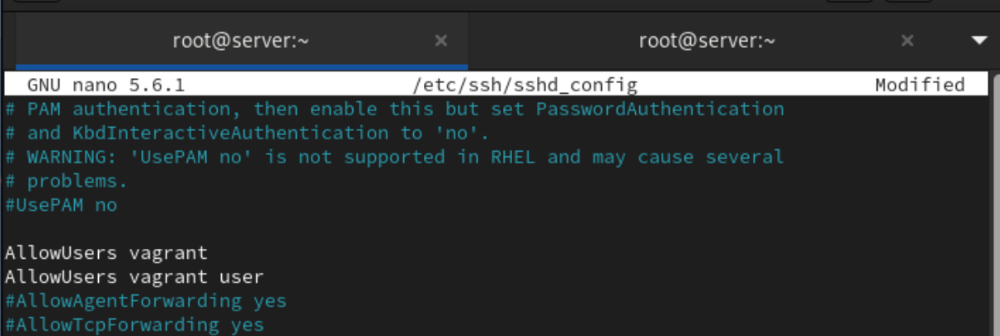 root@server:~ × root@server:~ ×
GNU nano 5.6.1 /etc/ssh/sshd_config Modified
# PAM authentication, then enable this but set PasswordAuthentication
# and KbdInteractiveAuthentication to 'no'.
# WARNING: 'UsePAM no' is not supported in RHEL and may cause several
# problems.
#UsePAM no
AllowUsers vagrant
AllowUsers vagrant user
#AllowAgentForwarding yes
#AllowTcpForwarding yes